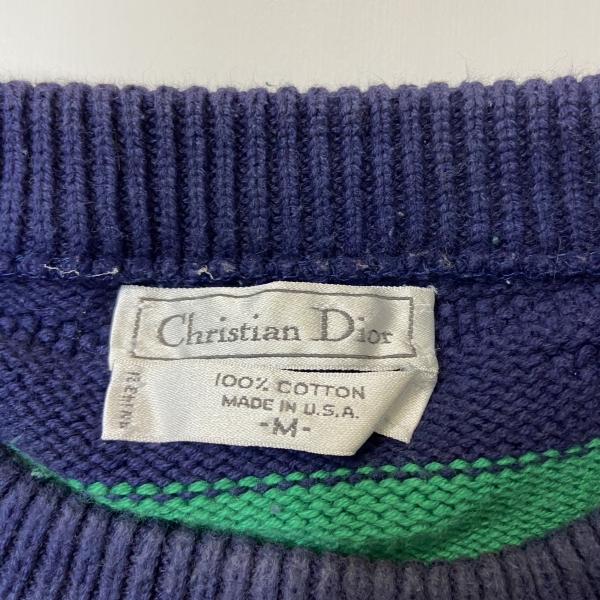 Christian Dior
100% COTTON
MADE IN U.S.A.
-M-